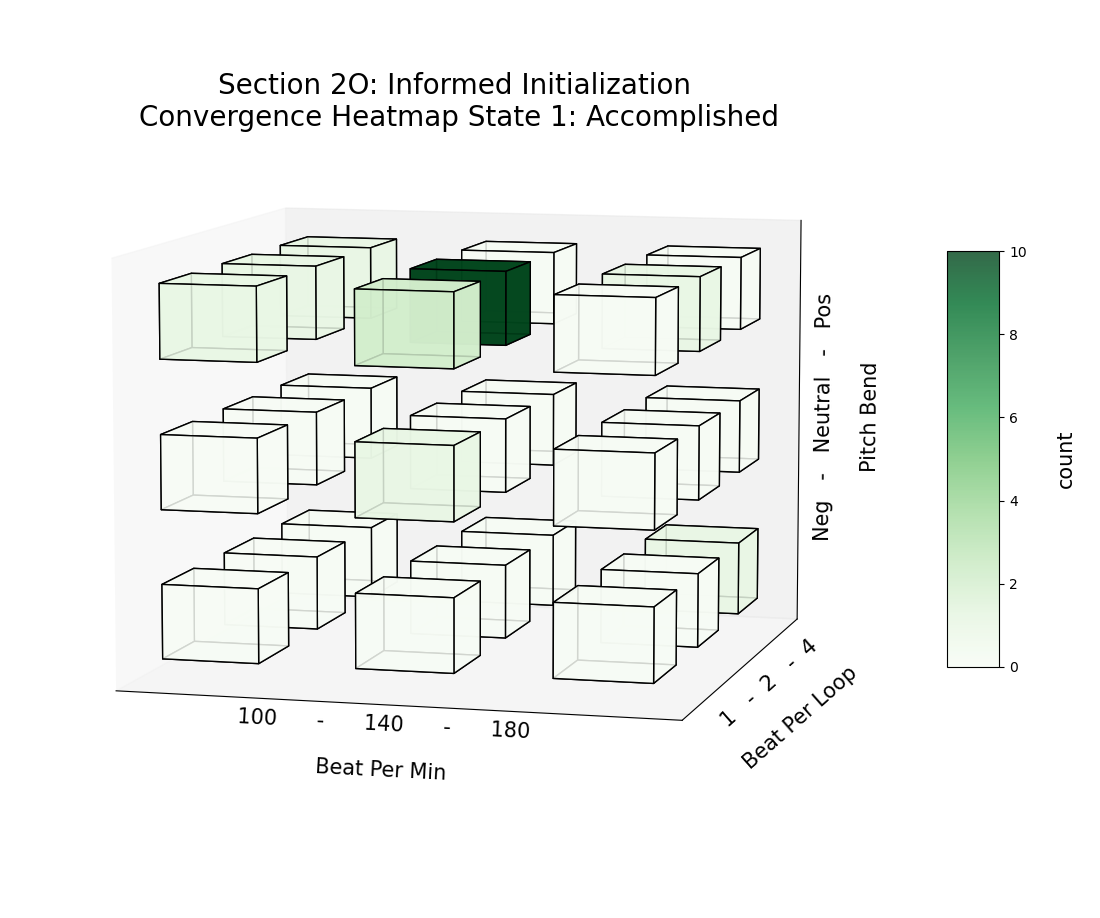 Section 2O: Informed Initialization
Convergence Heatmap State 1: Accomplished
Neg - Neutral - Pos
Pitch Bend
1 - 2 - 4
Beat Per Loop
100 - 140 - 180
Beat Per Min
10
8
6
4
2
0
count